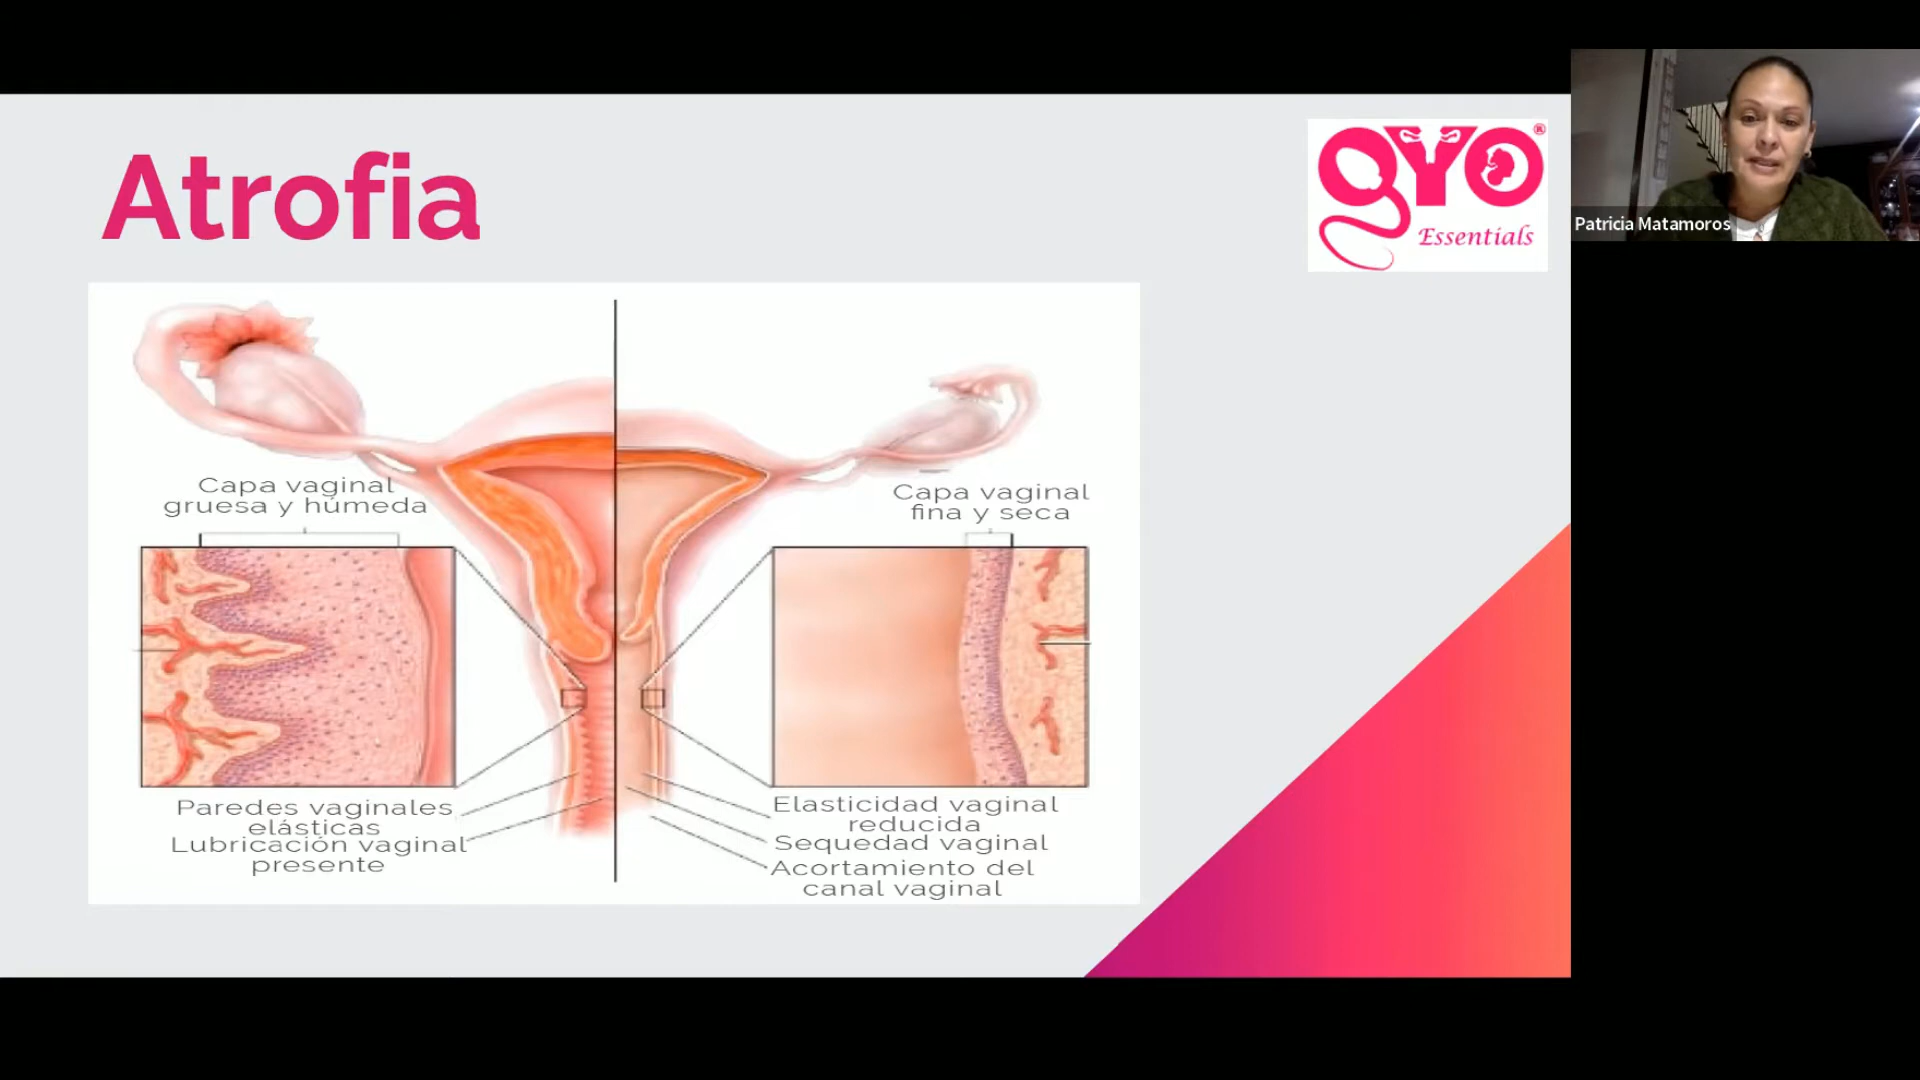 Atrofia
gyo®
Essentials
Patricia Matamoros
Capa vaginal
gruesa y húmeda
Capa vaginal
fina y seca
Paredes vaginales
elásticas
Lubricación vaginal
presente
Elasticidad vaginal
reducida
Sequedad vaginal
Acortamiento del
canal vaginal